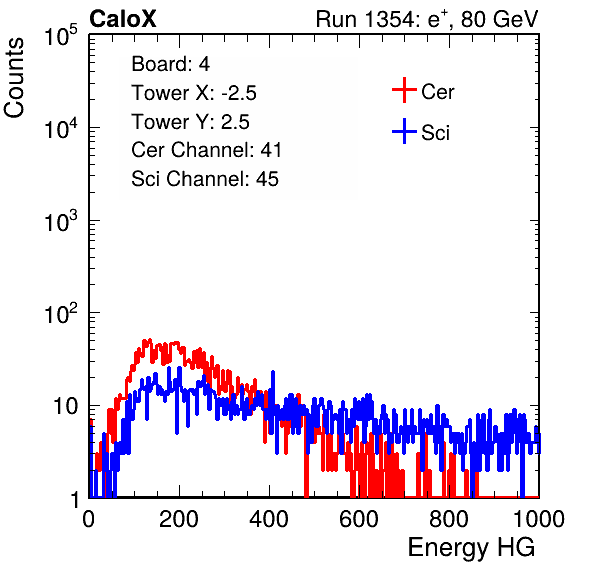 CaloX Run 1354: e⁺, 80 GeV
Counts
Board: 4
Tower X: -2.5
Tower Y: 2.5
Cer Channel: 41
Sci Channel: 45
Cer
Sci
10⁵
10⁴
10³
10²
10
1
0 200 400 600 800 1000
Energy HG